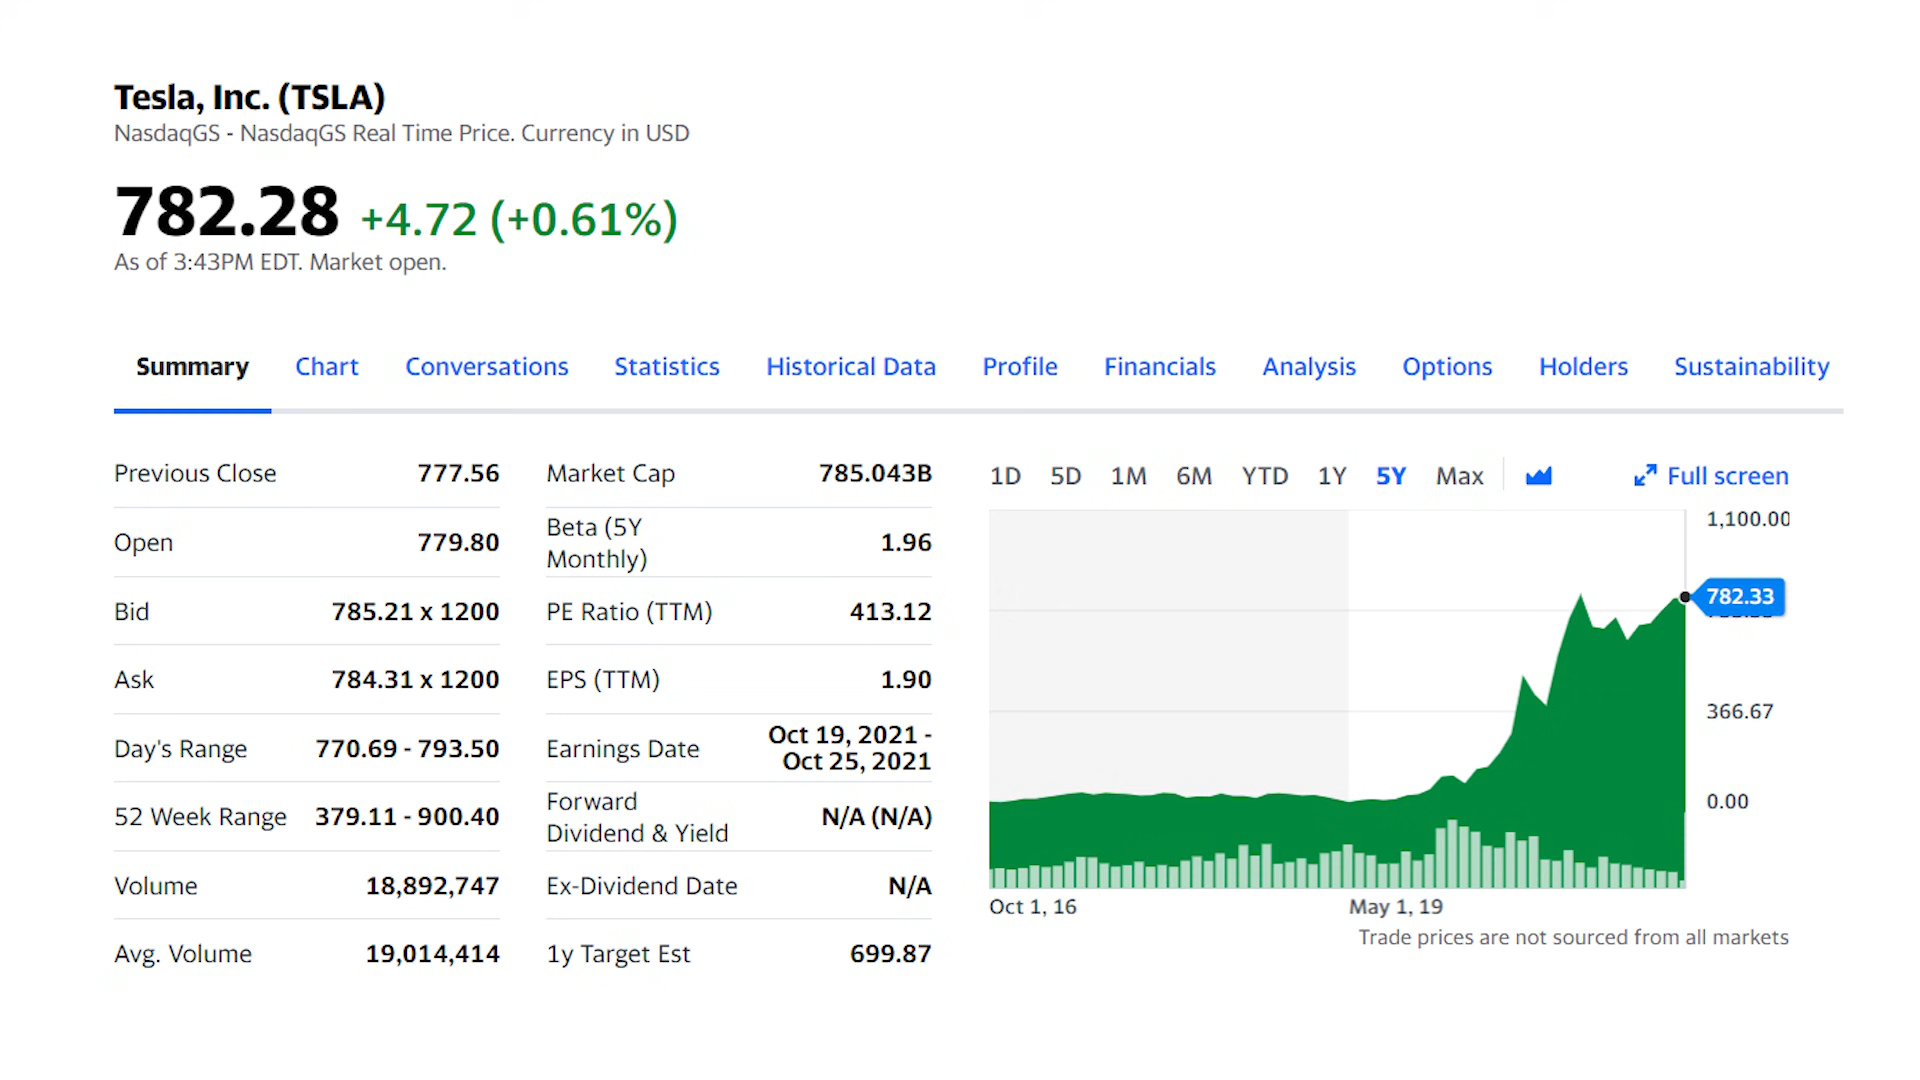 Tesla, Inc. (TSLA)
NasdaqGS - NasdaqGS Real Time Price. Currency in USD
782.28 +4.72 (+0.61%)
As of 3:43PM EDT. Market open.
Summary Chart Conversations Statistics Historical Data Profile Financials Analysis Options Holders Sustainability
Previous Close 777.56
Open 779.80
Bid 785.21 x 1200
Ask 784.31 x 1200
Day's Range 770.69 - 793.50
52 Week Range 379.11 - 900.40
Volume 18,892,747
Avg. Volume 19,014,414
Market Cap 785.043B
Beta (5Y
Monthly) 1.96
PE Ratio (TTM) 413.12
EPS (TTM) 1.90
Earnings Date Oct 19, 2021 -
Oct 25, 2021
Forward
Dividend & Yield N/A (N/A)
Ex-Dividend Date N/A
1y Target Est 699.87
1D 5D 1M 6M YTD 1Y 5Y Max Full screen
1,100.00
782.33
366.67
0.00
Oct 1, 16 May 1, 19
Trade prices are not sourced from all markets